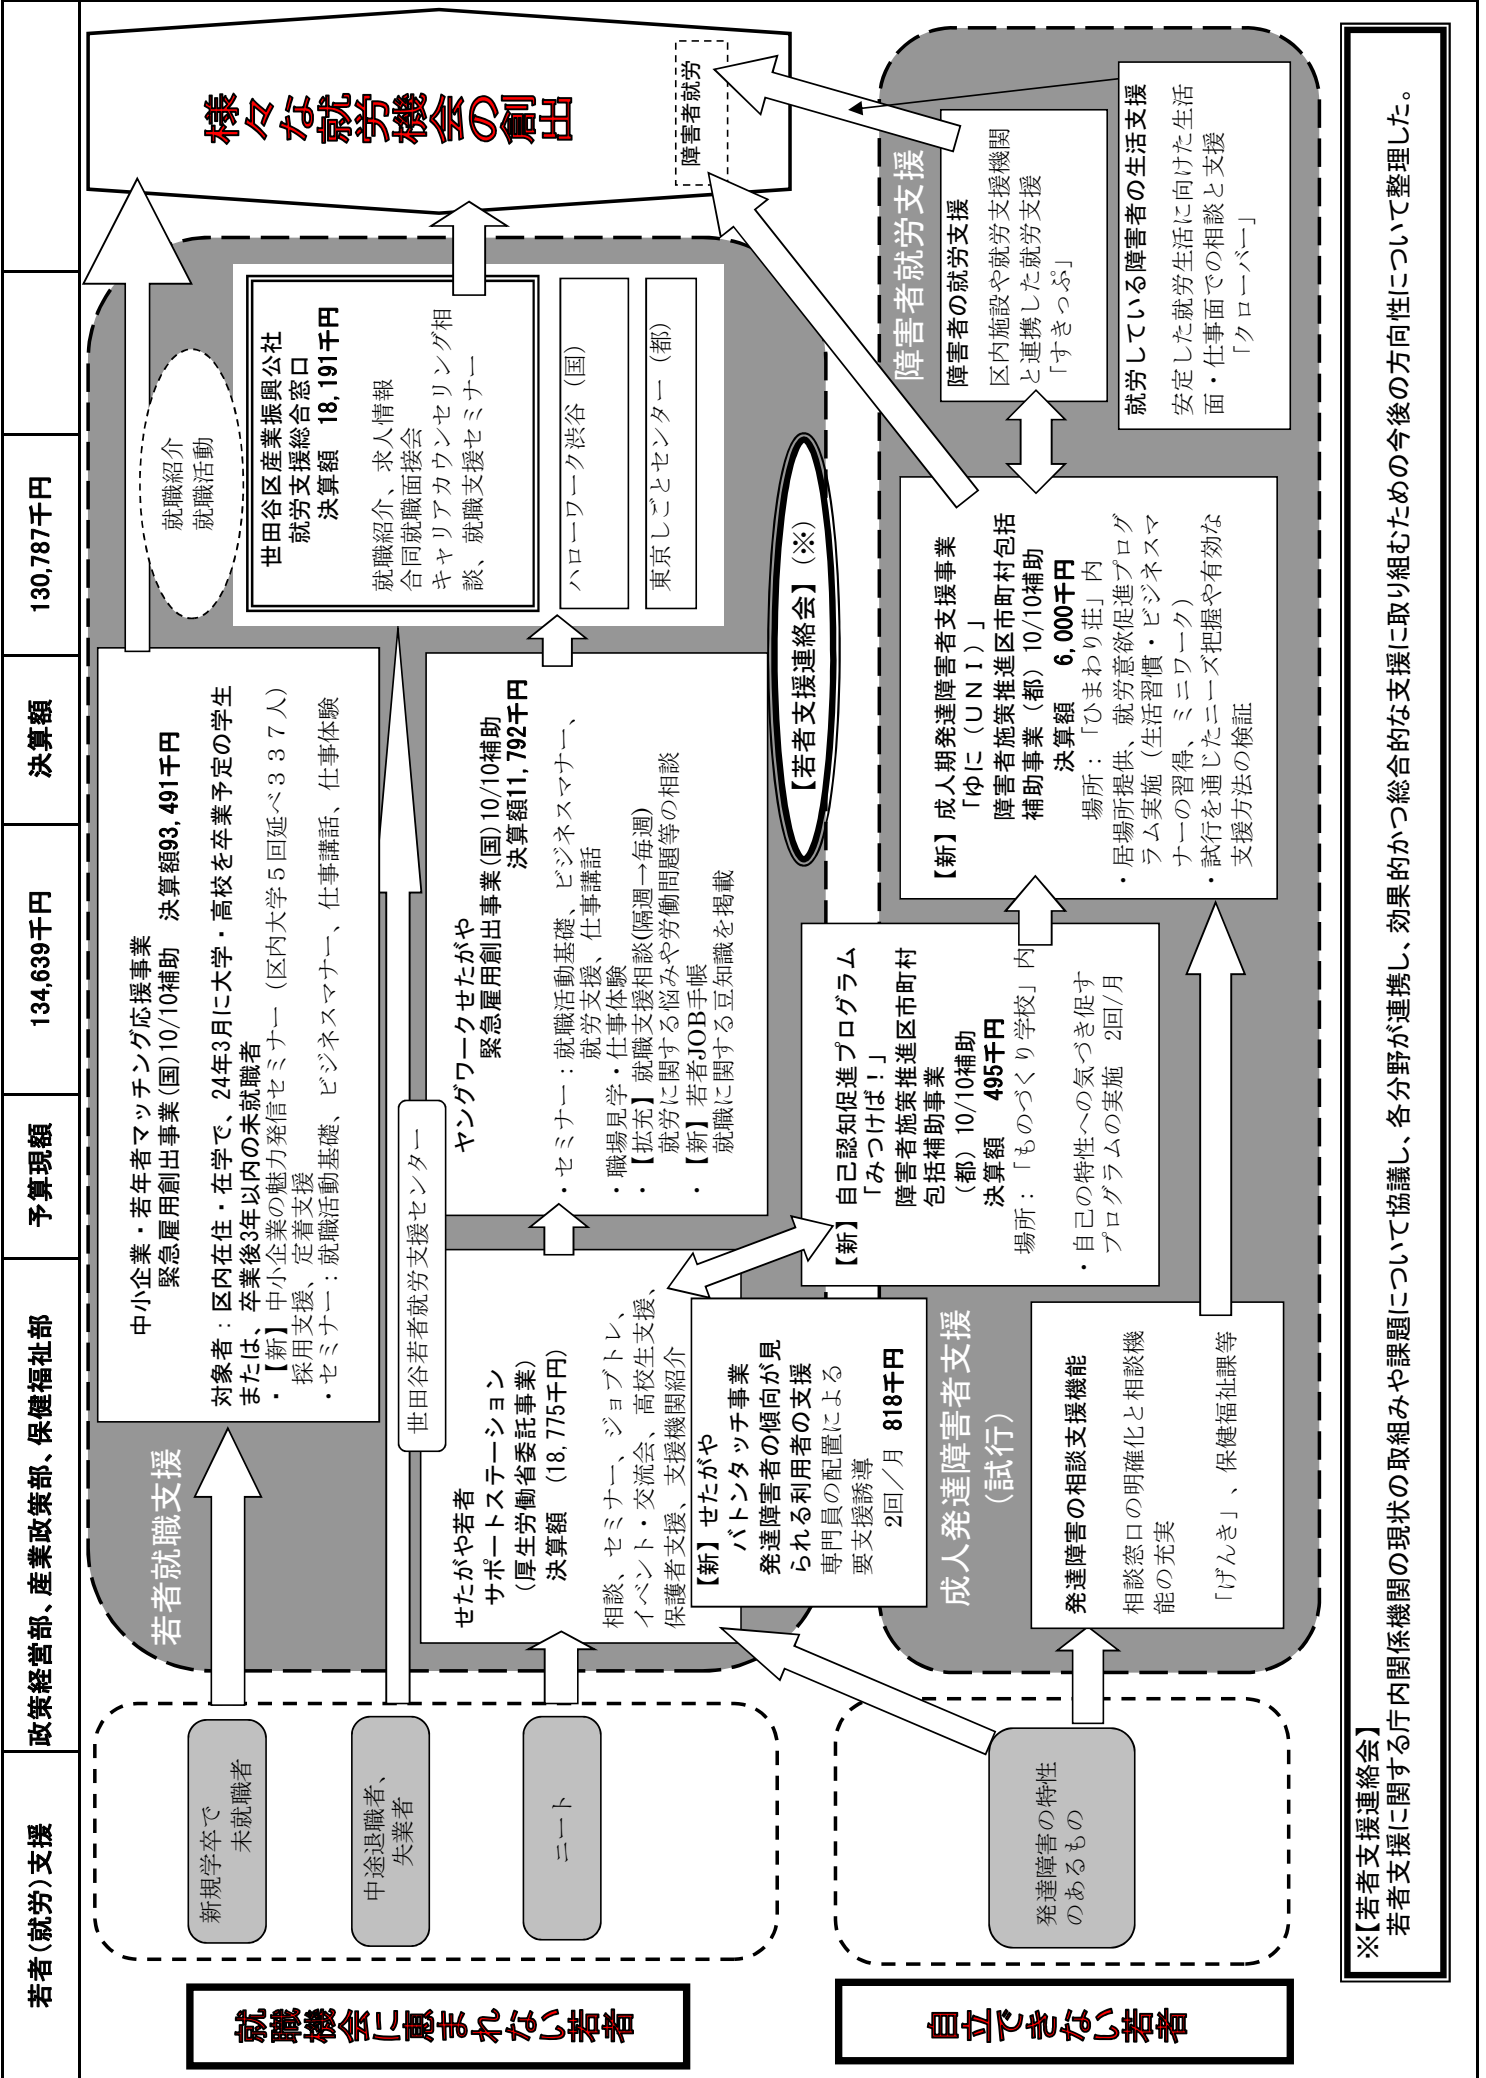 若者(就労)支援
政策経営部、産業政策部、保健福祉部
予算現額
134,639千円
決算額
130,787千円
就職機会に恵まれない若者
新規学卒で
未就職者
中途退職者、
失業者
ニート
若者就職支援
中小企業・若年者マッチング応援事業
緊急雇用創出事業(国)10/10補助　決算額93,491千円
対象者：区内在住・在学で、24年3月に大学・高校を卒業予定の学生
または、卒業後3年以内の未就職者
・【新】中小企業の魅力発信セミナー（区内大学５回延べ３３７人）
採用支援、定着支援
・セミナー：就職活動基礎、ビジネスマナー、仕事講話、仕事体験
世田谷若者就労支援センター
せたがや若者
サポートステーション
(厚生労働省委託事業)
決算額　(18,775千円)
相談、セミナー、ジョブトレ、
イベント・交流会、高校生支援、
保護者支援、支援機関紹介
【新】せたがや
バトンタッチ事業
発達障害者の傾向が見
られる利用者の支援
専門員の配置による
要支援誘導
2回／月　818千円
ヤングワークせたがや
緊急雇用創出事業(国)10/10補助
決算額11,792千円
・セミナー：就職活動基礎、ビジネスマナー、
就労支援、仕事講話
・職場見学・仕事体験
・【拡充】就職支援相談(隔週→毎週)
就労に関する悩みや労働問題等の相談
・【新】若者JOB手帳
就職に関する豆知識を掲載
就職紹介
就職活動
世田谷区産業振興公社
就労支援総合窓口
決算額　18,191千円
就職紹介、求人情報
合同就職面接会
キャリアカウンセリング相
談、就職支援セミナー
ハローワーク渋谷（国）
東京しごとセンター（都）
様々な就労機会の創出
障害者就労
【若者支援連絡会】（※）
自立できない若者
発達障害の特性
のあるもの
成人発達障害者支援
（試行）
発達障害の相談支援機能
相談窓口の明確化と相談機
能の充実
「げんき」、保健福祉課等
【新】自己認知促進プログラム
「みつけば！」
障害者施策推進区市町村
包括補助事業
（都）10/10補助
決算額　495千円
場所：「ものづくり学校」内
・自己の特性への気づき促す
プログラムの実施　2回/月
【新】成人期発達障害者支援事業
「ゆに（ＵＮＩ）」
障害者施策推進区市町村包括
補助事業（都）10/10補助
決算額　6,000千円
場所：「ひまわり荘」内
・居場所提供、就労意欲促進プログ
ラム実施（生活習慣・ビジネスマ
ナーの習得、ミニワーク）
・試行を通じたニーズ把握や有効な
支援方法の検証
障害者就労支援
障害者の就労支援
区内施設や就労支援機関
と連携した就労支援
「すきっぷ」
就労している障害者の生活支援
安定した就労生活に向けた生活
面・仕事面での相談と支援
「クローバー」
※【若者支援連絡会】
若者支援に関する庁内関係機関の現状の取組みや課題について協議し、各分野が連携し、効果的かつ総合的な支援に取り組むための今後の方向性について整理した。